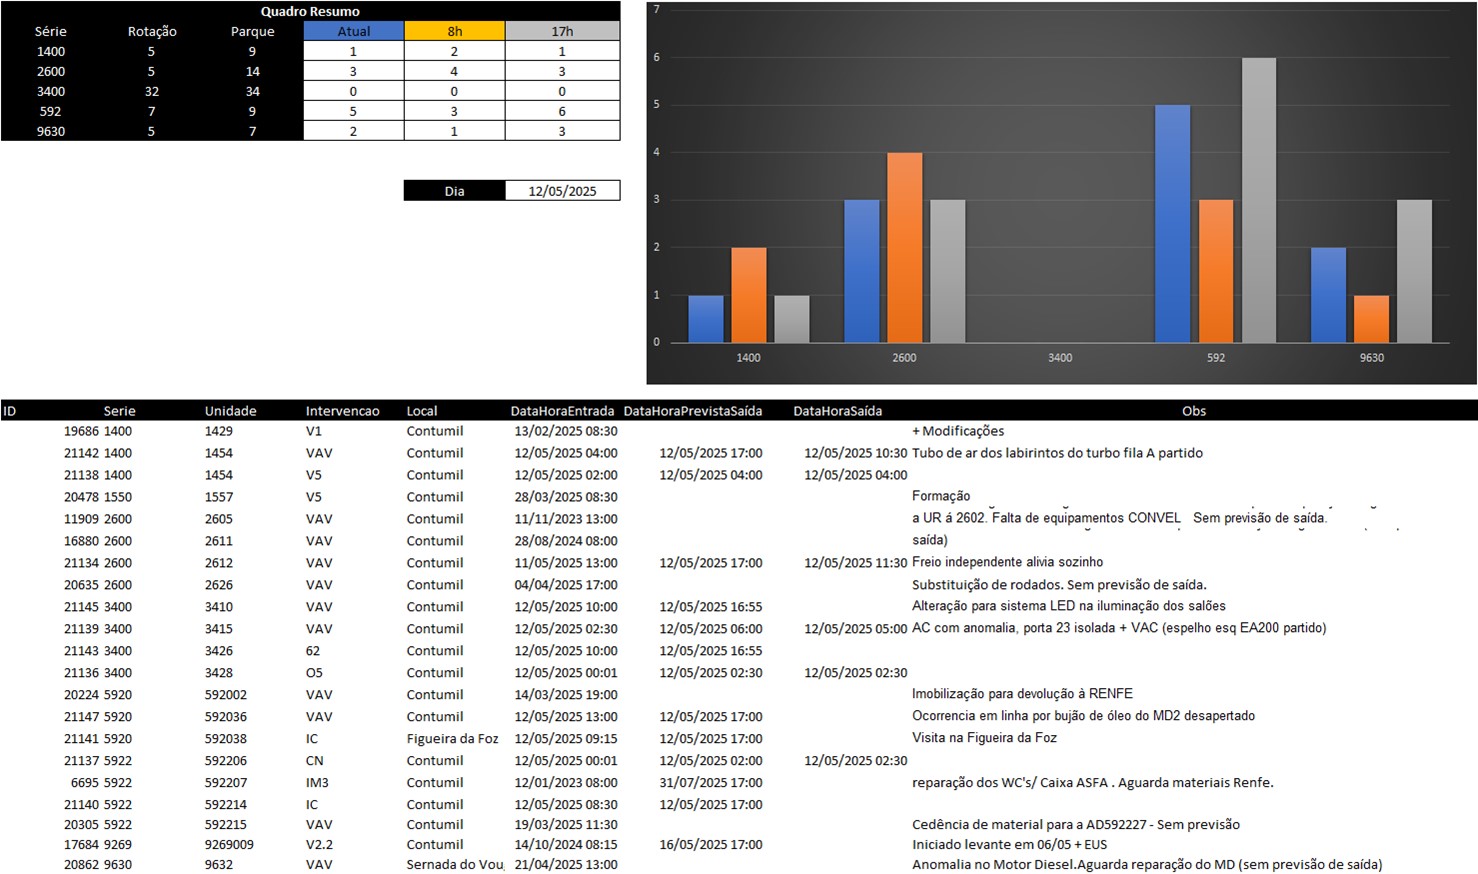 Quadro Resumo
Série Rotação Parque Atual 8h 17h
1400 5 9 1 2 1
2600 5 14 3 4 3
3400 32 34 0 0 0
592 7 9 5 3 6
9630 5 7 2 1 3
Dia 12/05/2025
7
6
5
4
3
2
1
0
1400 2600 3400 592 9630
ID Serie Unidade Intervencao Local DataHoraEntrada DataHoraPrevistaSaída DataHoraSaída Obs
19686 1400 1429 V1 Contumil 13/02/2025 08:30 + Modificações
21142 1400 1454 VAV Contumil 12/05/2025 04:00 12/05/2025 17:00 12/05/2025 10:30 Tubo de ar dos labirintos do turbo fila A partido
21138 1400 1454 V5 Contumil 12/05/2025 02:00 12/05/2025 04:00 12/05/2025 04:00
20478 1550 1557 V5 Contumil 28/03/2025 08:30 Formação
11909 2600 2605 VAV Contumil 11/11/2023 13:00 a UR á 2602. Falta de equipamentos CONVEL Sem previsão de saída.
16880 2600 2611 VAV Contumil 28/08/2024 08:00 saída)
21134 2600 2612 VAV Contumil 11/05/2025 13:00 12/05/2025 17:00 12/05/2025 11:30 Freio independente alivia sozinho
20635 2600 2626 VAV Contumil 04/04/2025 17:00 Substituição de rodados. Sem previsão de saída.
21145 3400 3410 VAV Contumil 12/05/2025 10:00 12/05/2025 16:55 Alteração para sistema LED na iluminação dos salões
21139 3400 3415 VAV Contumil 12/05/2025 02:30 12/05/2025 06:00 12/05/2025 05:00 AC com anomalia, porta 23 isolada + VAC (espelho esq EA200 partido)
21143 3400 3426 62 Contumil 12/05/2025 10:00 12/05/2025 16:55
21136 3400 3428 O5 Contumil 12/05/2025 00:01 12/05/2025 02:30 12/05/2025 02:30
20224 5920 592002 VAV Contumil 14/03/2025 19:00 Imobilização para devolução à RENFE
21147 5920 592036 VAV Contumil 12/05/2025 13:00 12/05/2025 17:00 Ocorrencia em linha por bujão de óleo do MD2 desapertado
21141 5920 592038 IC Figueira da Foz 12/05/2025 09:15 12/05/2025 17:00 Visita na Figueira da Foz
21137 5922 592206 CN Contumil 12/05/2025 00:01 12/05/2025 02:00 12/05/2025 02:30
6695 5922 592207 IM3 Contumil 12/01/2023 08:00 31/07/2025 17:00 reparação dos WC's/ Caixa ASFA . Aguarda materiais Renfe.
21140 5922 592214 IC Contumil 12/05/2025 08:30 12/05/2025 17:00
20305 5922 592215 VAV Contumil 19/03/2025 11:30 Cedência de material para a AD592227 - Sem previsão
17684 9269 9269009 V2.2 Contumil 14/10/2024 08:15 16/05/2025 17:00 Iniciado levante em 06/05 + EUS
20862 9630 9632 VAV Sernada do Vou 21/04/2025 13:00 Anomalia no Motor Diesel.Aguarda reparação do MD (sem previsão de saída)